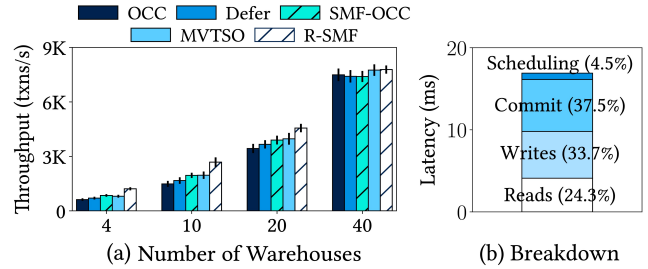 OCC Defer SMF-OCC
MVTSO R-SMF
Throughput (txns/s)
9K
6K
3K
0
4 10 20 40
(a) Number of Warehouses
Latency (ms)
20
10
0
Scheduling (4.5%)
Commit (37.5%)
Writes (33.7%)
Reads (24.3%)
(b) Breakdown